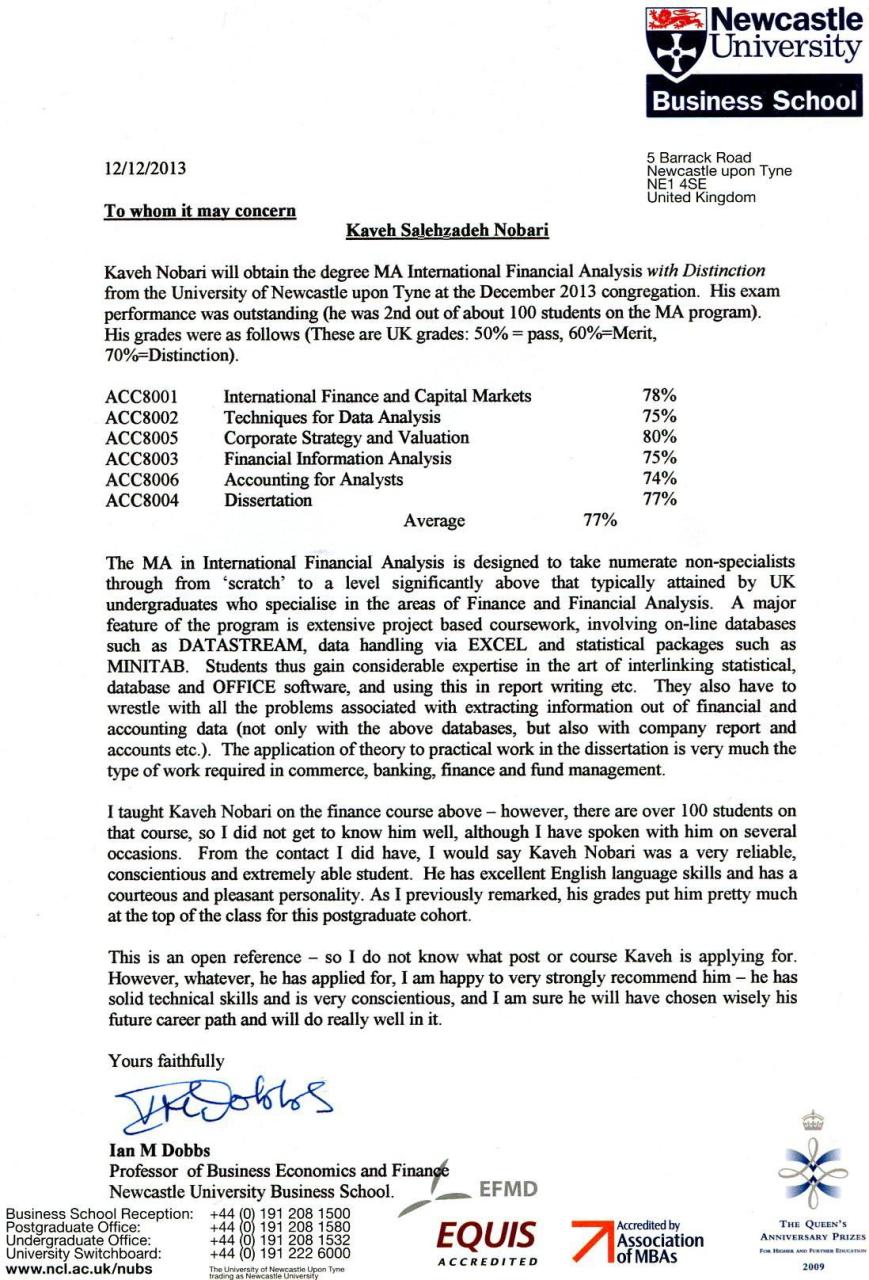 Newcastle
University
Business School
5 Barrack Road
Newcastle upon Tyne
NE1 4SE
United Kingdom
12/12/2013
To whom it may concern
Kaveh Salehzadeh Nobari
Kaveh Nobari will obtain the degree MA International Financial Analysis with Distinction
from the University of Newcastle upon Tyne at the December 2013 congregation. His exam
performance was outstanding (he was 2nd out of about 100 students on the MA program).
His grades were as follows (These are UK grades: 50% = pass, 60%=Merit,
70%=Distinction).
ACC8001 International Finance and Capital Markets 78%
ACC8002 Techniques for Data Analysis 75%
ACC8005 Corporate Strategy and Valuation 80%
ACC8003 Financial Information Analysis 75%
ACC8006 Accounting for Analysts 74%
ACC8004 Dissertation 77%
Average 77%
The MA in International Financial Analysis is designed to take numerate non-specialists
through from ‘scratch’ to a level significantly above that typically attained by UK
undergraduates who specialise in the areas of Finance and Financial Analysis. A major
feature of the program is extensive project based coursework, involving on-line databases
such as DATASTREAM, data handling via EXCEL and statistical packages such as
MINITAB. Students thus gain considerable expertise in the art of interlinking statistical,
database and OFFICE software, and using this in report writing etc. They also have to
wrestle with all the problems associated with extracting information out of financial and
accounting data (not only with the above databases, but also with company report and
accounts etc.). The application of theory to practical work in the dissertation is very much the
type of work required in commerce, banking, finance and fund management.
I taught Kaveh Nobari on the finance course above – however, there are over 100 students on
that course, so I did not get to know him well, although I have spoken with him on several
occasions. From the contact I did have, I would say Kaveh Nobari was a very reliable,
conscientious and extremely able student. He has excellent English language skills and has a
courteous and pleasant personality. As I previously remarked, his grades put him pretty much
at the top of the class for this postgraduate cohort.
This is an open reference – so I do not know what post or course Kaveh is applying for.
However, whatever, he has applied for, I am happy to very strongly recommend him – he has
solid technical skills and is very conscientious, and I am sure he will have chosen wisely his
future career path and will do really well in it.
Yours faithfully
Ian M Dobbs
Professor of Business Economics and Finance
Newcastle University Business School.
Business School Reception: +44 (0) 191 208 1500
Postgraduate Office: +44 (0) 191 208 1580
Undergraduate Office: +44 (0) 191 208 1532
University Switchboard: +44 (0) 191 222 6000
www.ncl.ac.uk/nubs
The University of Newcastle Upon Tyne
trading as Newcastle University
EFMD
EQUIS
ACCREDITED
Accredited by
Association
of MBAs
THE QUEEN'S
ANNIVERSARY PRIZES
FOR HIGHER AND FURTHER EDUCATION
2009